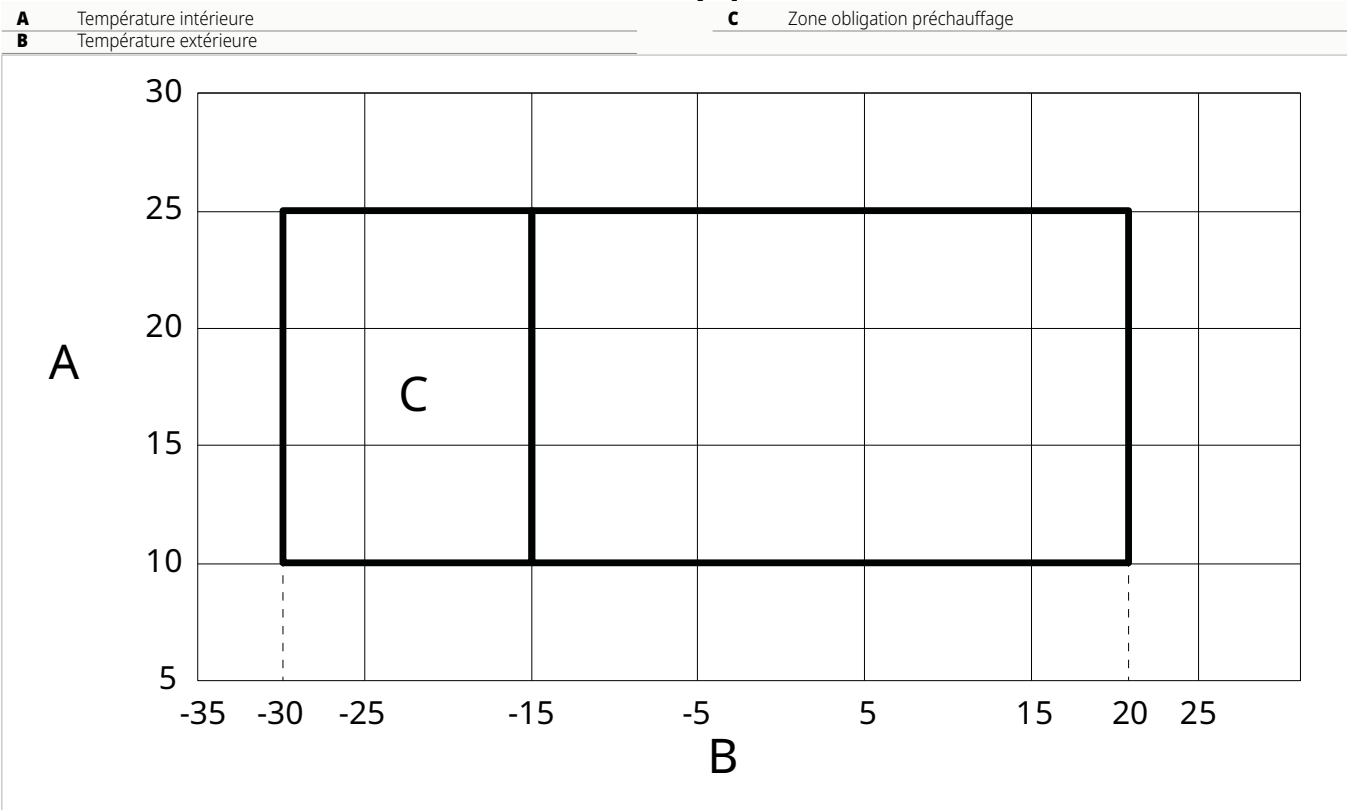 A Température intérieure
B Température extérieure
C Zone obligation préchauffage
30
25
20
A
C
15
10
5
-35 -30 -25 -15 -5 5 15 20 25
B